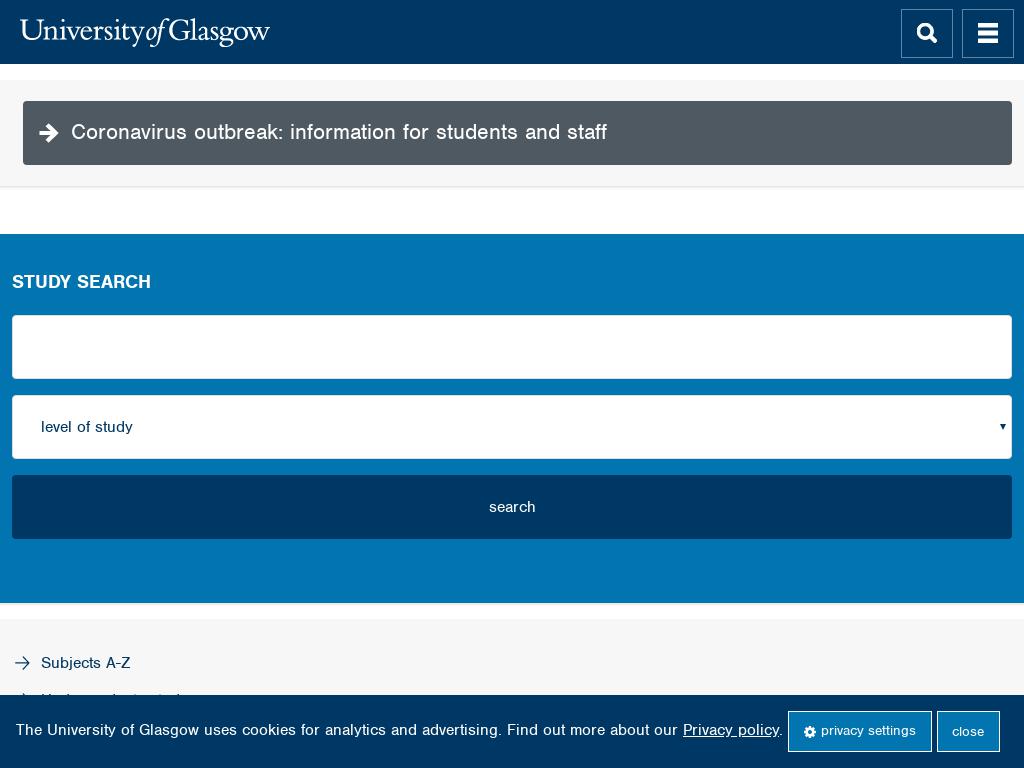 University of Glasgow
Coronavirus outbreak: information for students and staff
STUDY SEARCH
level of study
search
Subjects A-Z
The University of Glasgow uses cookies for analytics and advertising. Find out more about our Privacy policy. privacy settings close